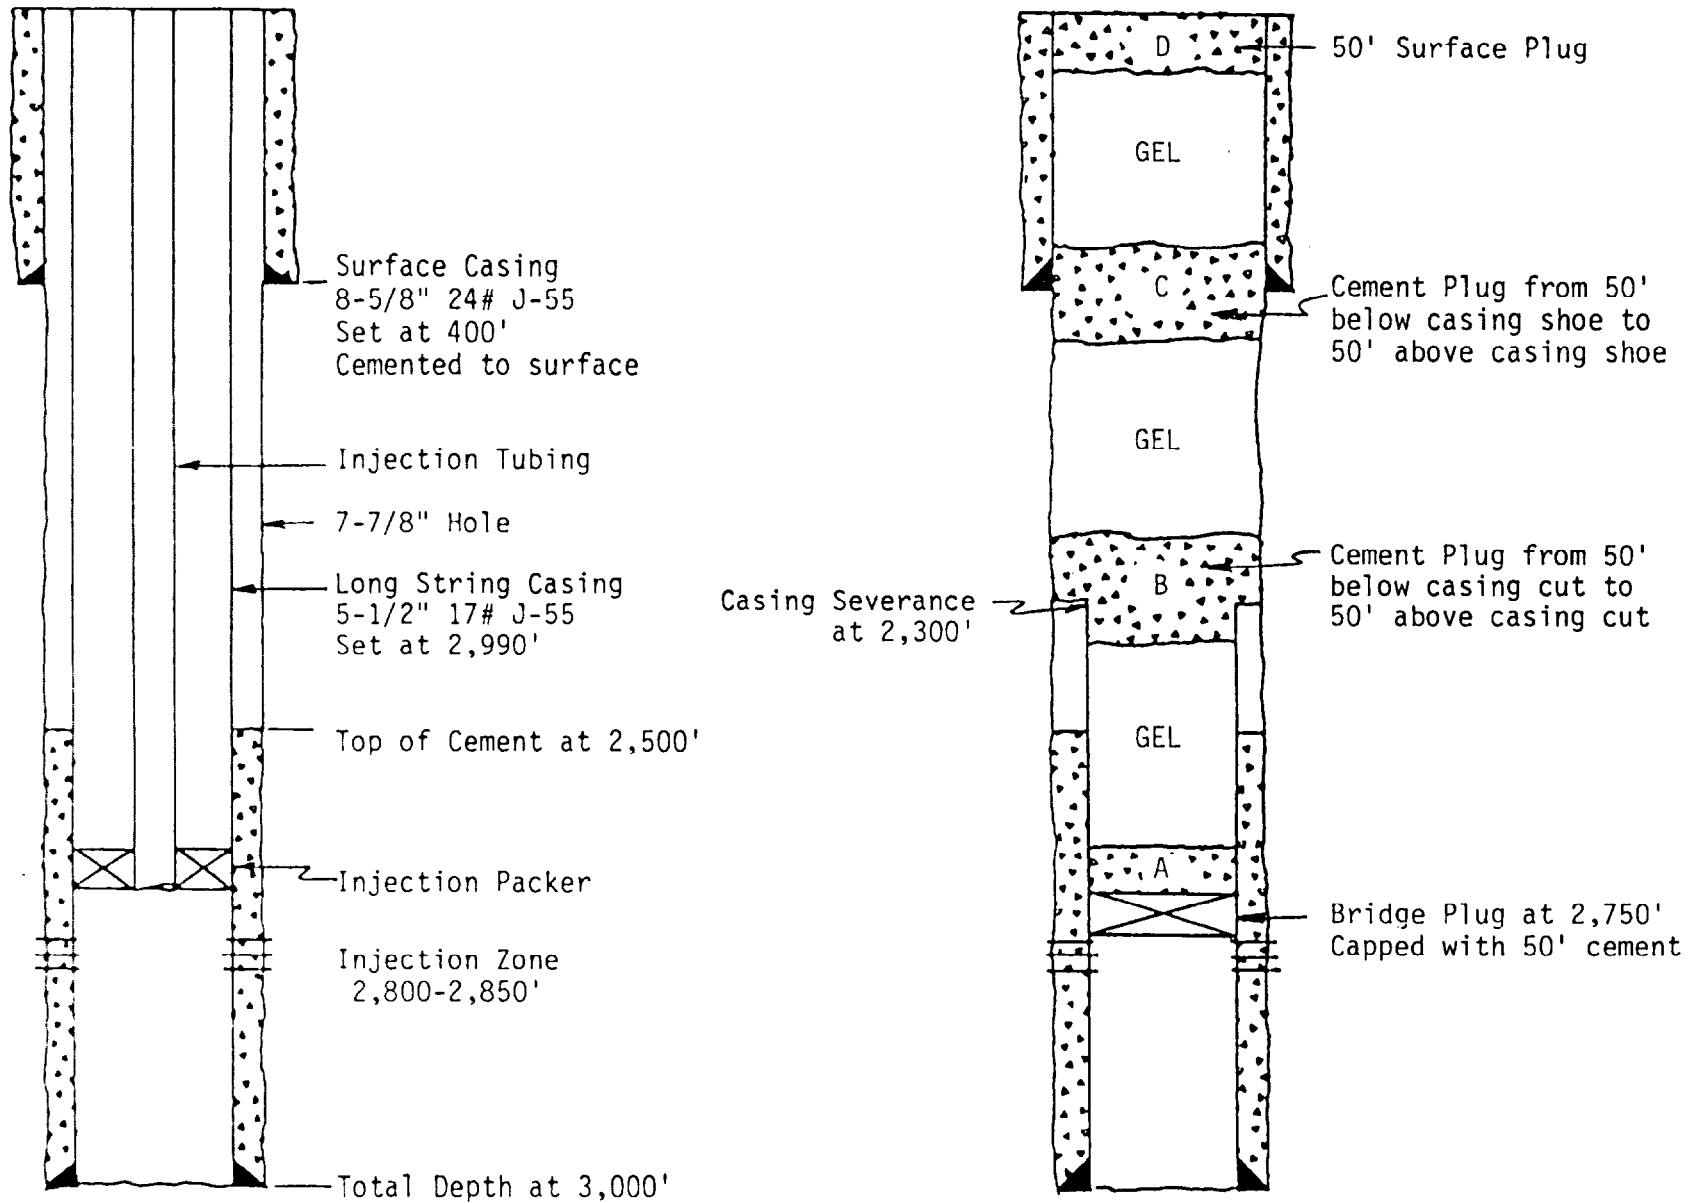 Surface Casing
8-5/8" 24# J-55
Set at 400'
Cemented to surface
Injection Tubing
7-7/8" Hole
Long String Casing
5-1/2" 17# J-55
Set at 2,990'
Top of Cement at 2,500'
Injection Packer
Injection Zone
2,800-2,850'
Total Depth at 3,000'
D
50' Surface Plug
GEL
C
Cement Plug from 50'
below casing shoe to
50' above casing shoe
GEL
B
Cement Plug from 50'
below casing cut to
50' above casing cut
Casing Severance
at 2,300'
GEL
A
Bridge Plug at 2,750'
Capped with 50' cement